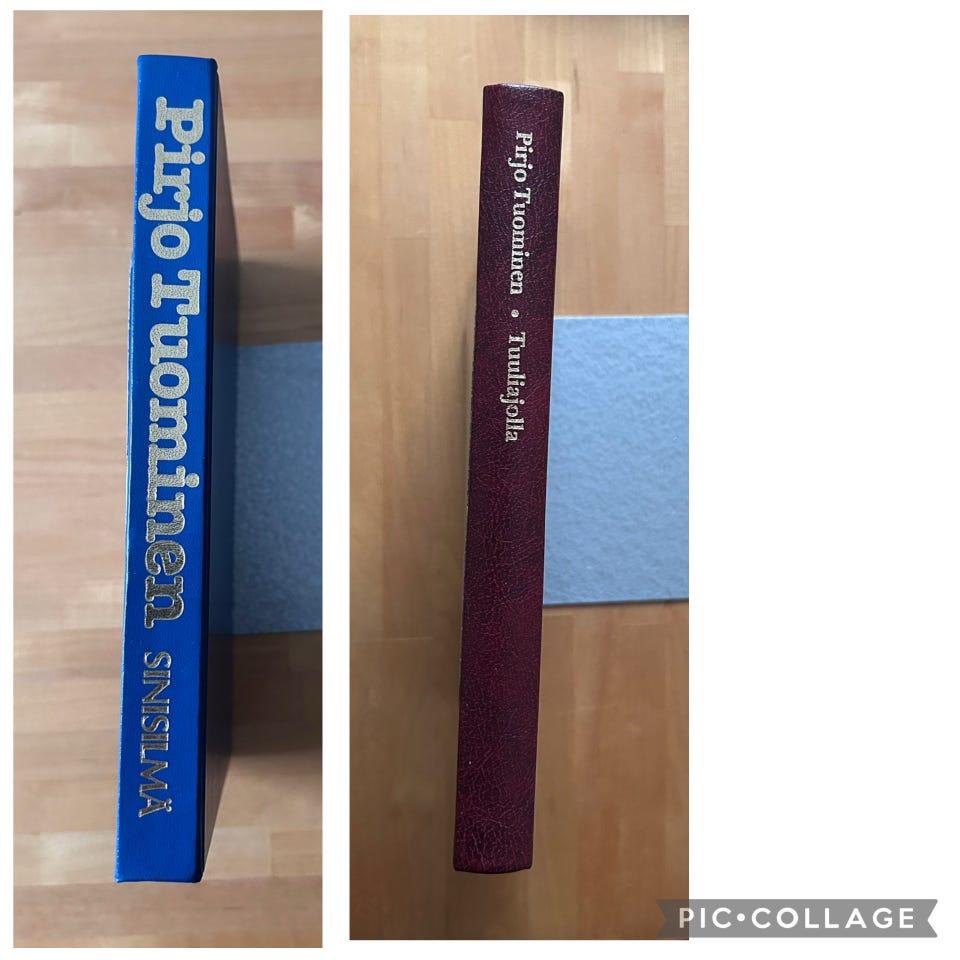 Pirjo Tuominen SINISILMÄ
Pirjo Tuominen • Tuuliajolla
PIC•COLLAGE